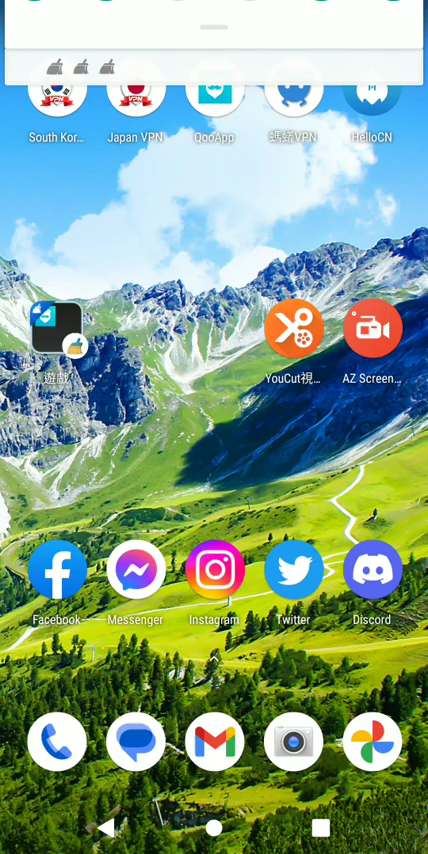 South Kor...
Japan VPN
QooApp
螞蟻VPN
HelloCN
遊戲
YouCut視...
AZ Screen...
Facebook
Messenger
Instagram
Twitter
Discord